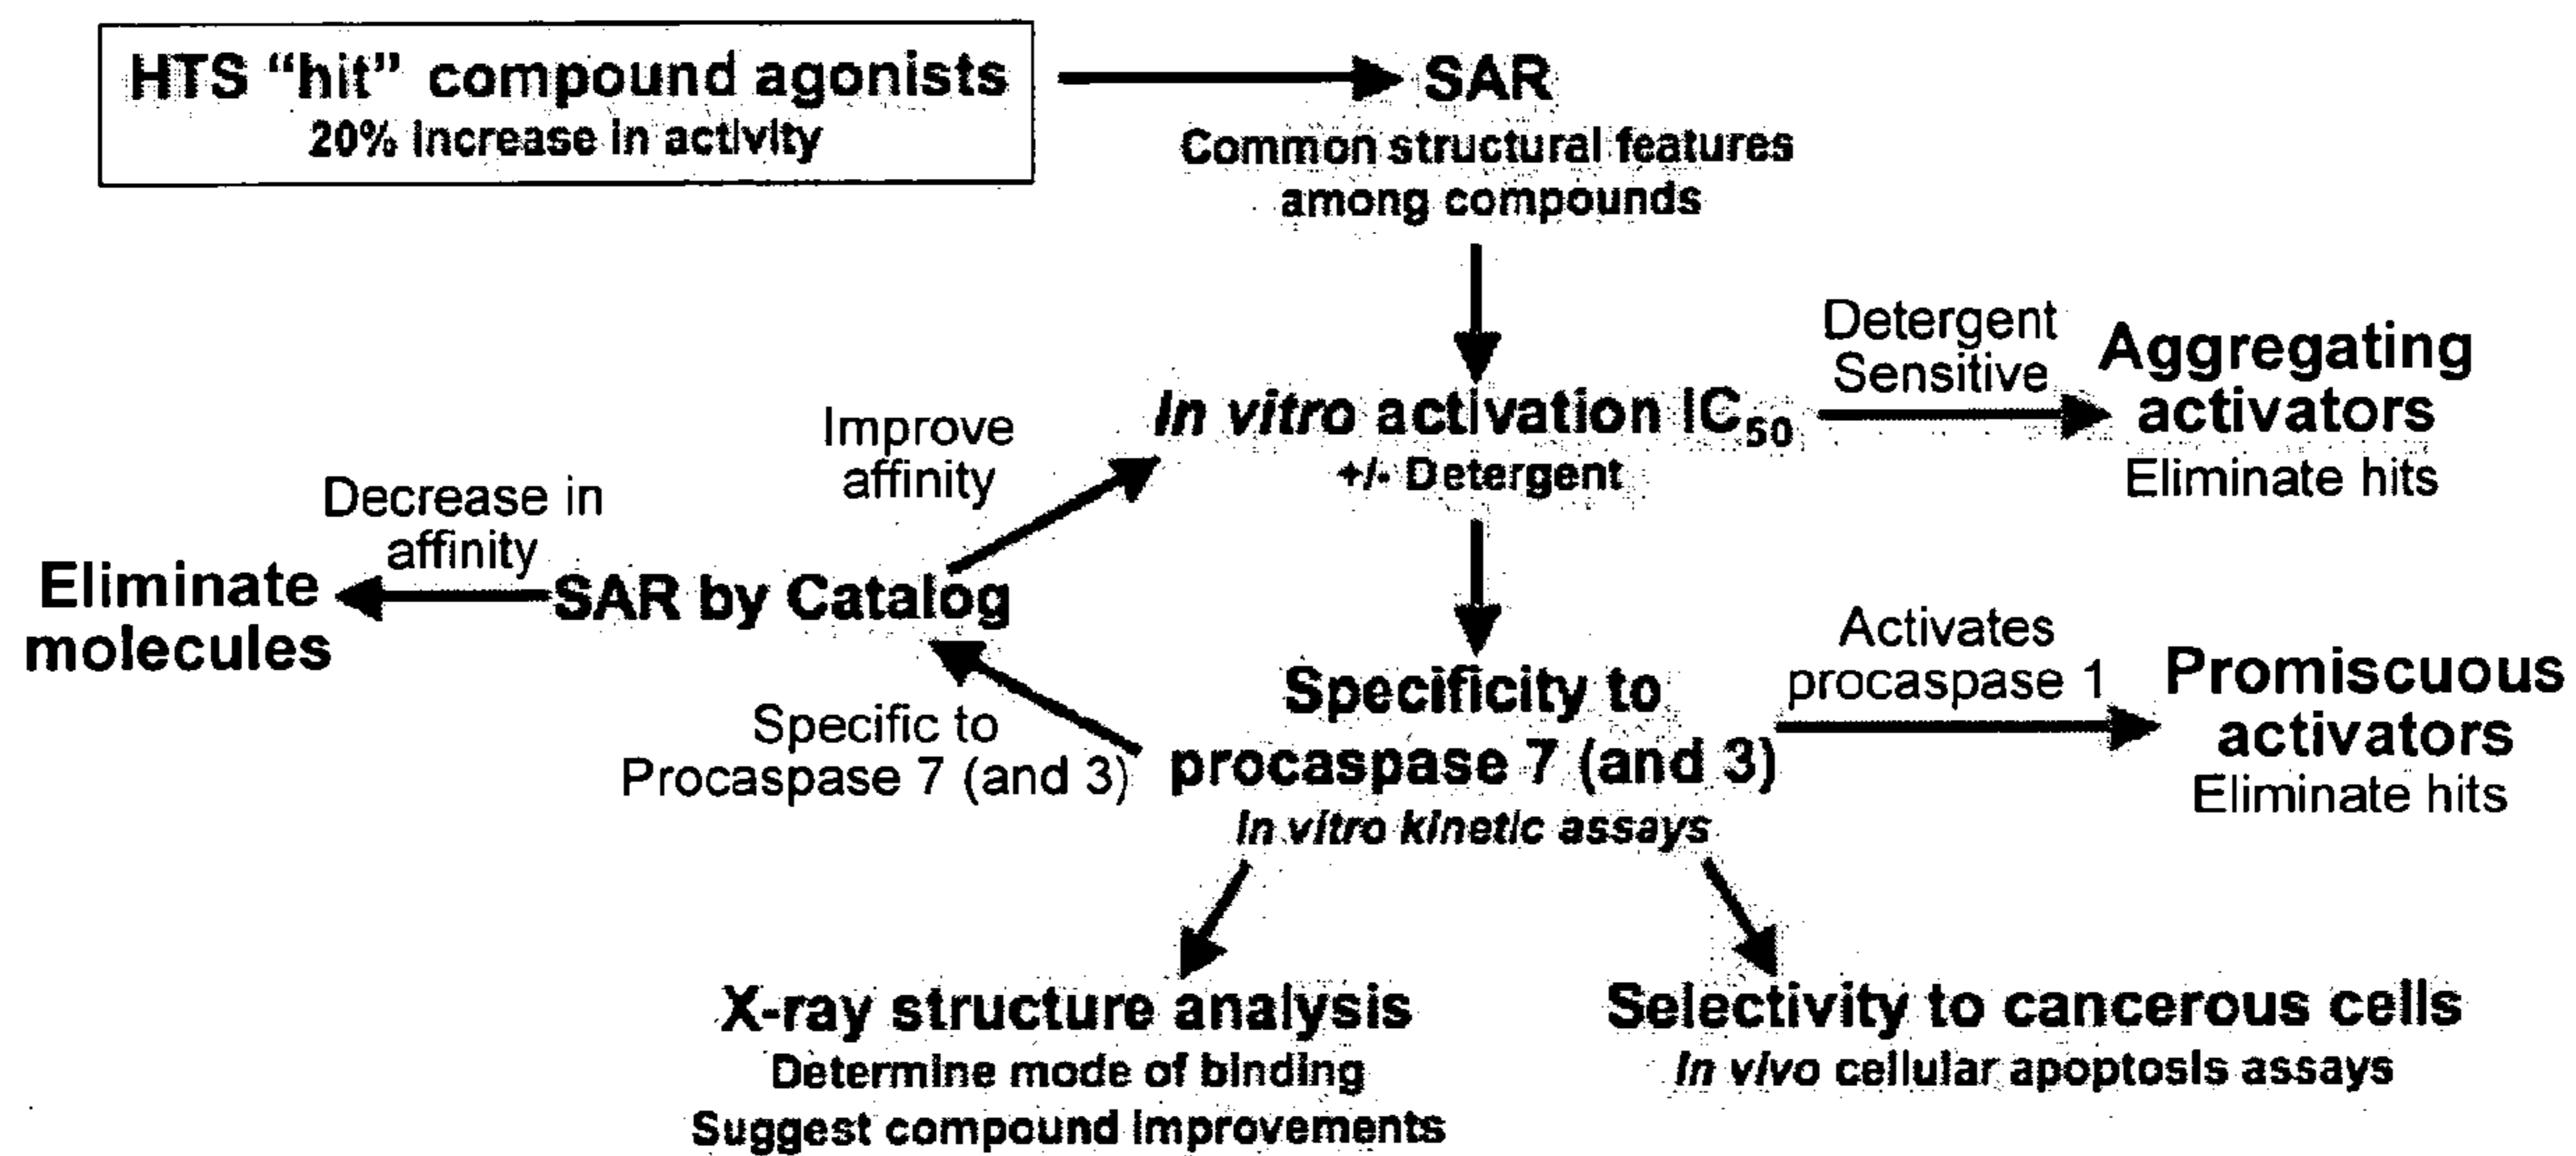 HTS “hit” compound agonists
20% increase in activity
SAR
Common structural features
among compounds
Detergent
Sensitive
Aggregating
activators
Eliminate hits
In vitro activation IC50
+/- Detergent
Improve
affinity
Decrease in
affinity
Eliminate
molecules
SAR by Catalog
Specific to
Procaspase 7 (and 3)
Specificity to
procaspase 7 (and 3)
In vitro kinetic assays
Activates
procaspase 1
Promiscuous
activators
Eliminate hits
X-ray structure analysis
Determine mode of binding
Suggest compound improvements
Selectivity to cancerous cells
In vivo cellular apoptosis assays